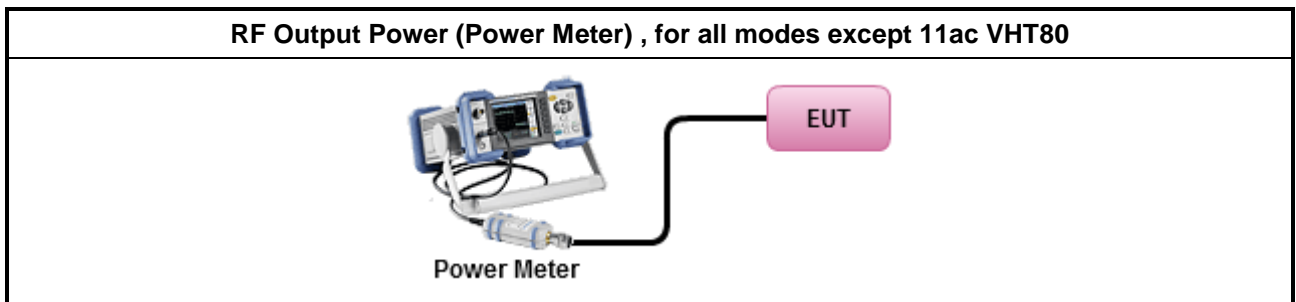 RF Output Power (Power Meter) , for all modes except 11ac VHT80
EUT
Power Meter